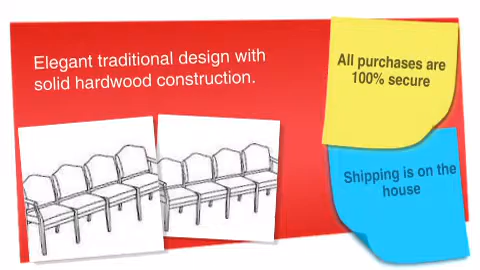 Elegant traditional design with
solid hardwood construction.
All purchases are
100% secure
Shipping is on the
house